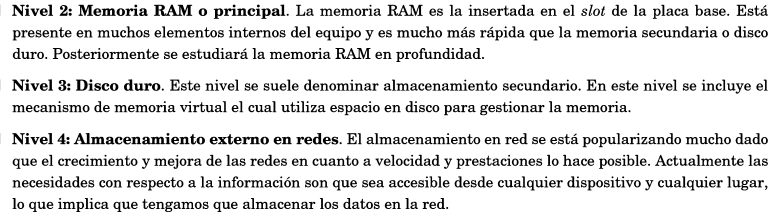 Nivel 2: Memoria RAM o principal. La memoria RAM es la insertada en el slot de la placa base. Está
presente en muchos elementos internos del equipo y es mucho más rápida que la memoria secundaria o disco
duro. Posteriormente se estudiará la memoria RAM en profundidad.
Nivel 3: Disco duro. Este nivel se suele denominar almacenamiento secundario. En este nivel se incluye el
mecanismo de memoria virtual el cual utiliza espacio en disco para gestionar la memoria.
Nivel 4: Almacenamiento externo en redes. El almacenamiento en red se está popularizando mucho dado
que el crecimiento y mejora de las redes en cuanto a velocidad y prestaciones lo hace posible. Actualmente las
necesidades con respecto a la información son que sea accesible desde cualquier dispositivo y cualquier lugar,
lo que implica que tengamos que almacenar los datos en la red.